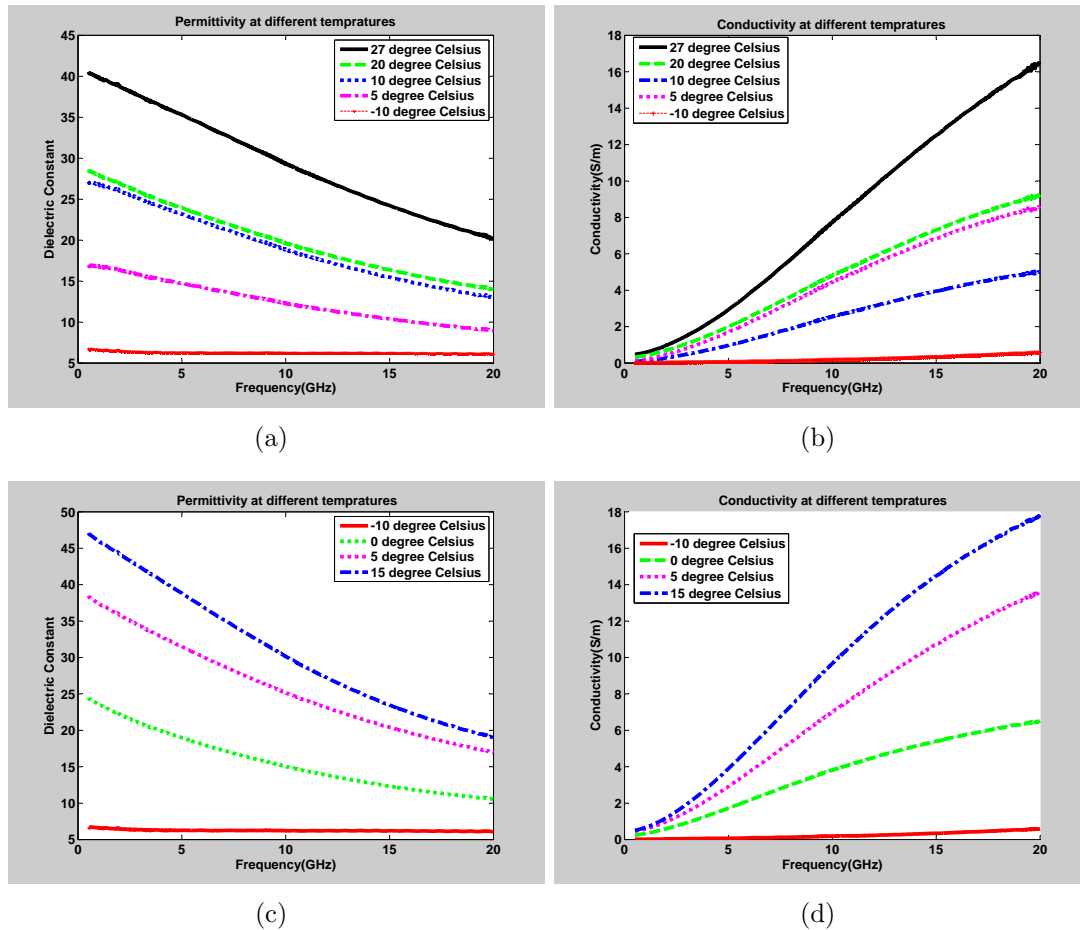 Permittivity at different tempratures
45
40
35
30
25
20
15
10
5
0
5
10
15
20
Dielectric Constant
Frequency(GHz)
27 degree Celsius
20 degree Celsius
10 degree Celsius
5 degree Celsius
-10 degree Celsius
(a)
Conductivity at different tempratures
18
16
14
12
10
8
6
4
2
0
0
5
10
15
20
Conductivity(S/m)
Frequency(GHz)
27 degree Celsius
20 degree Celsius
10 degree Celsius
5 degree Celsius
-10 degree Celsius
(b)
Permittivity at different tempratures
50
45
40
35
30
25
20
15
10
5
0
5
10
15
20
Dielectric Constant
Frequency(GHz)
-10 degree Celsius
0 degree Celsius
5 degree Celsius
15 degree Celsius
(c)
Conductivity at different tempratures
18
16
14
12
10
8
6
4
2
0
0
5
10
15
20
Conductivity(S/m)
Frequency(GHz)
-10 degree Celsius
0 degree Celsius
5 degree Celsius
15 degree Celsius
(d)